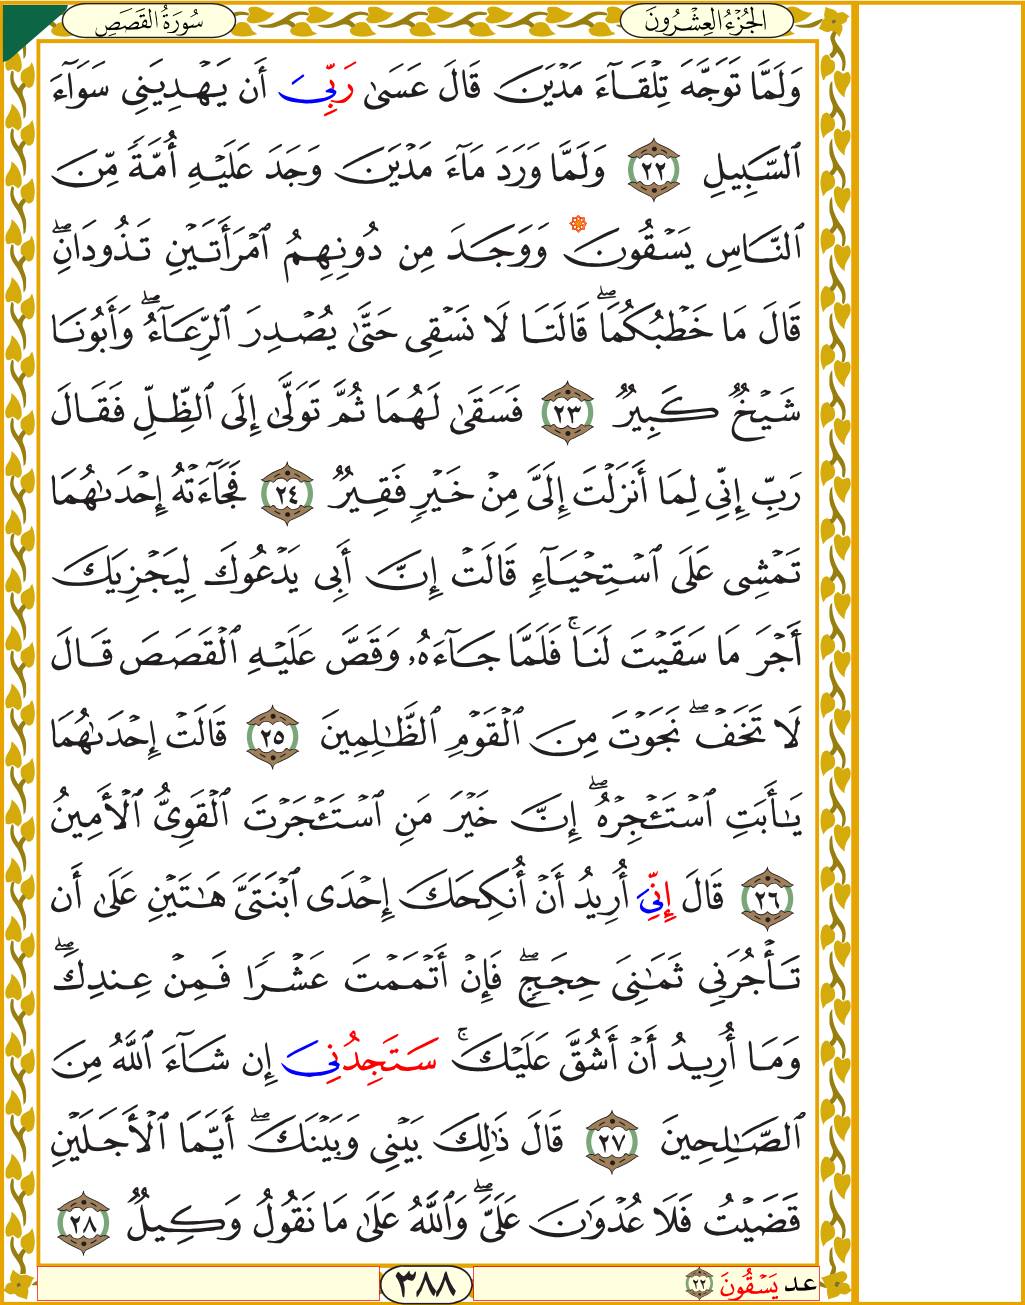 الجُزْءُ العِشْرُونَ
سُورَةُ القَصَصِ
وَلَمَّا تَوَجَّهَ تِلْقَآءَ مَدْيَنَ قَالَ عَسَىٰ رَبِّىَ أَن يَهْدِيَنِى سَوَآءَ
ٱلسَّبِيلِ ٢٢ وَلَمَّا وَرَدَ مَآءَ مَدْيَنَ وَجَدَ عَلَيْهِ أُمَّةً مِّنَ
ٱلنَّاسِ يَسْقُونَ وَوَجَدَ مِن دُونِهِمُ ٱمْرَأَتَيْنِ تَذُودَانِۖ
قَالَ مَا خَطْبُكُمَاۖ قَالَتَا لَا نَسْقِى حَتَّىٰ يُصْدِرَ ٱلرِّعَآءُۖ وَأَبُونَا
شَيْخٌ كَبِيرٌ ٢٣ فَسَقَىٰ لَهُمَا ثُمَّ تَوَلَّىٰ إِلَى ٱلظِّلِّ فَقَالَ
رَبِّ إِنِّى لِمَا أَنزَلْتَ إِلَىَّ مِنْ خَيْرٍ فَقِيرٌ ٢٤ فَجَآءَتْهُ إِحْدَىٰهُمَا
تَمْشِى عَلَى ٱسْتِحْيَآءٍ قَالَتْ إِنَّ أَبِى يَدْعُوكَ لِيَجْزِيَكَ
أَجْرَ مَا سَقَيْتَ لَنَاۚ فَلَمَّا جَآءَهُۥ وَقَصَّ عَلَيْهِ ٱلْقَصَصَ قَالَ
لَا تَخَفْۖ نَجَوْتَ مِنَ ٱلْقَوْمِ ٱلظَّـٰلِمِينَ ٢٥ قَالَتْ إِحْدَىٰهُمَا
يَـٰأَبَتِ ٱسْتَـْٔجِرْهُۖ إِنَّ خَيْرَ مَنِ ٱسْتَـْٔجَرْتَ ٱلْقَوِىُّ ٱلْأَمِينُ
٢٦ قَالَ إِنِّىَ أُرِيدُ أَنْ أُنكِحَكَ إِحْدَى ٱبْنَتَىَّ هَـٰتَيْنِ عَلَىٰ أَن
تَأْجُرَنِى ثَمَـٰنِىَ حِجَجٍۖ فَإِنْ أَتْمَمْتَ عَشْرًا فَمِنْ عِندِكَۖ
وَمَا أُرِيدُ أَنْ أَشُقَّ عَلَيْكَۚ سَتَجِدُنِىَ إِن شَآءَ ٱللَّهُ مِنَ
ٱلصَّـٰلِحِينَ ٢٧ قَالَ ذَٰلِكَ بَيْنِى وَبَيْنَكَۖ أَيَّمَا ٱلْأَجَلَيْنِ
قَضَيْتُ فَلَا عُدْوَٰنَ عَلَىَّۖ وَٱللَّهُ عَلَىٰ مَا نَقُولُ وَكِيلٌ ٢٨
عد يَسْقُونَ ٢٢
٣٨٨